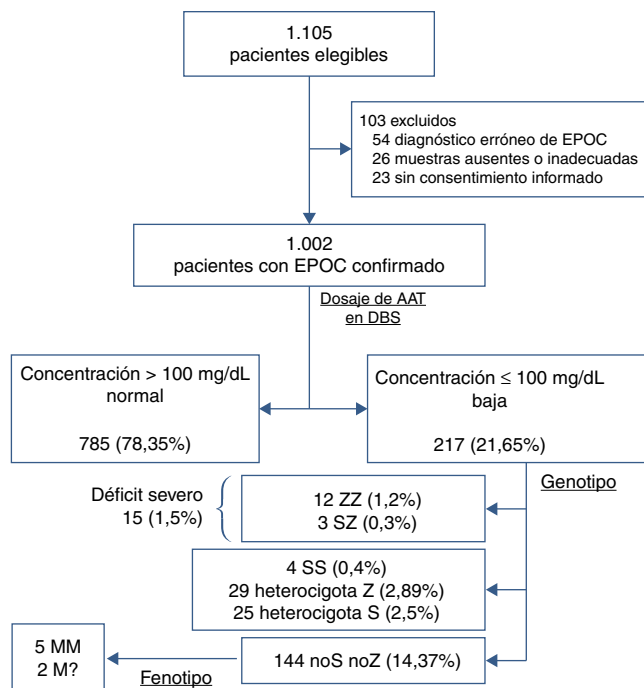 1.105
pacientes elegibles
103 excluidos
54 diagnóstico erróneo de EPOC
26 muestras ausentes o inadecuadas
23 sin consentimiento informado
1.002
pacientes con EPOC confirmado
Dosaje de AAT
en DBS
Concentración > 100 mg/dL
normal
785 (78,35%)
Concentración ≤ 100 mg/dL
baja
217 (21,65%)
Genotipo
Déficit severo
15 (1,5%)
12 ZZ (1,2%)
3 SZ (0,3%)
4 SS (0,4%)
29 heterocigota Z (2,89%)
25 heterocigota S (2,5%)
144 noS noZ (14,37%)
Fenotipo
5 MM
2 M?